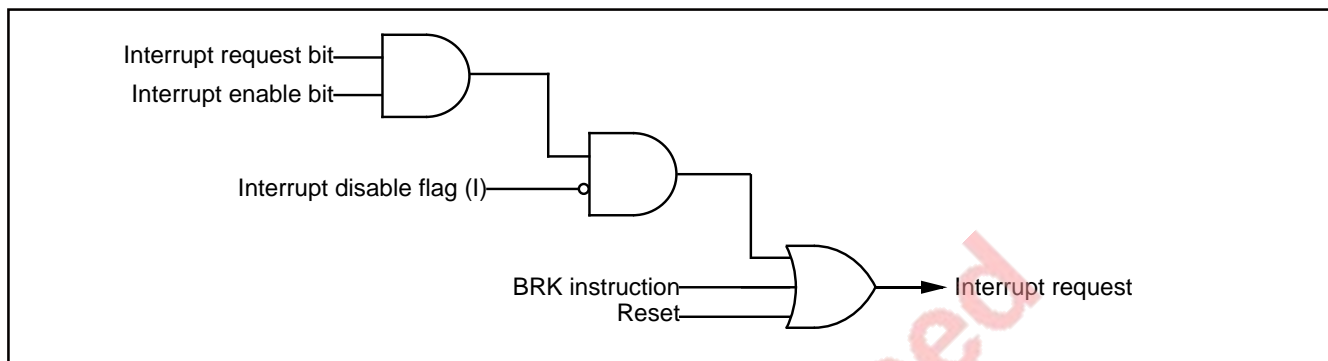 Interrupt request bit
Interrupt enable bit
Interrupt disable flag (I)
BRK instruction
Reset
Interrupt request